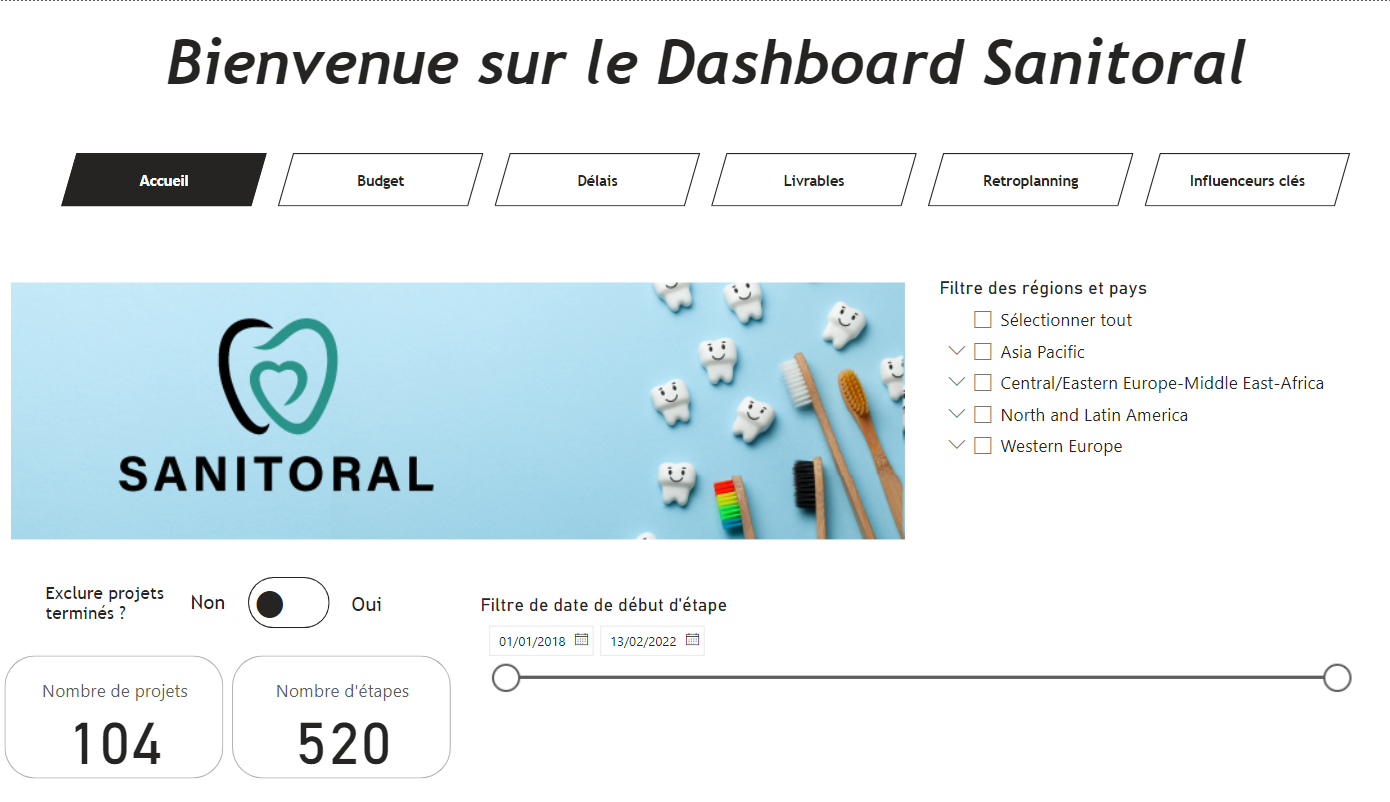 Bienvenue sur le Dashboard Sanitoral
Accueil
Budget
Délais
Livrables
Retroplanning
Influenceurs clés
SANITORAL
Filtre des régions et pays
Sélectionner tout
Asia Pacific
Central/Eastern Europe-Middle East-Africa
North and Latin America
Western Europe
Exclure projets
terminés ?
Non
Oui
Filtre de date de début d'étape
01/01/2018
13/02/2022
Nombre de projets
104
Nombre d'étapes
520